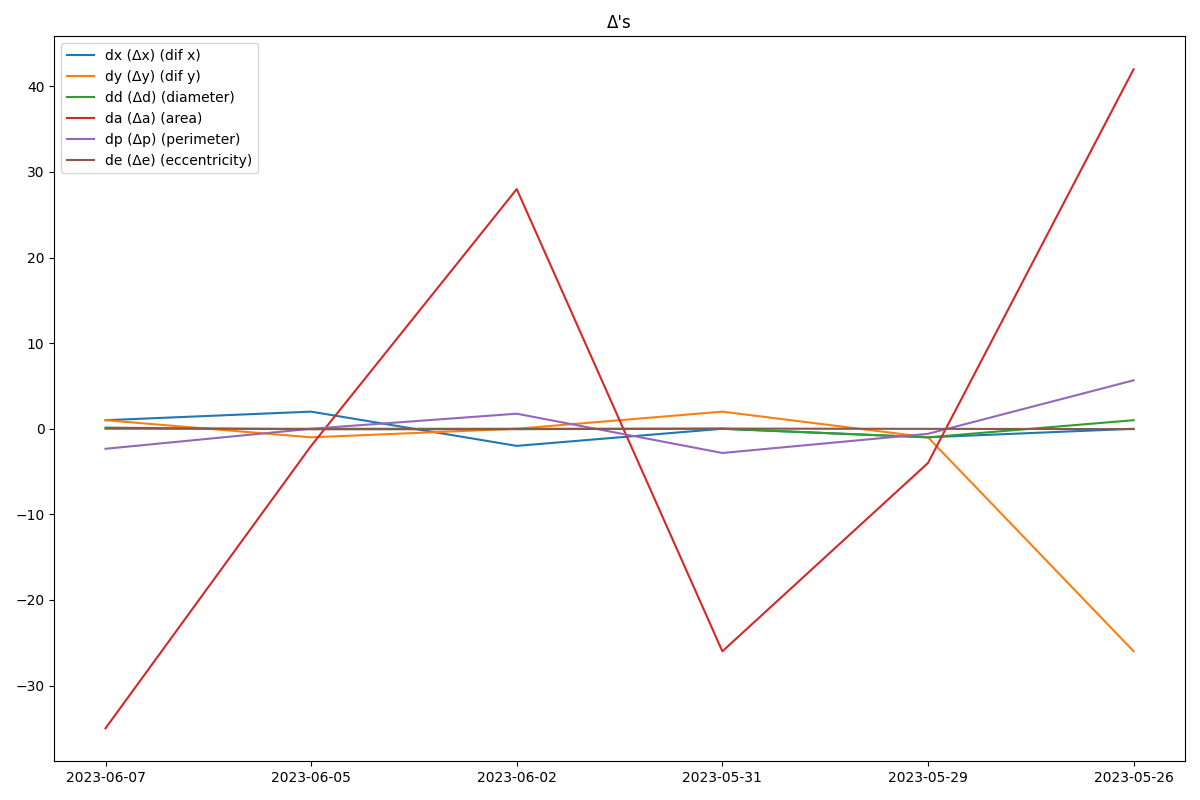 Δ's
dx (Δx) (dif x)
dy (Δy) (dif y)
dd (Δd) (diameter)
da (Δa) (area)
dp (Δp) (perimeter)
de (Δe) (eccentricity)
40
30
20
10
0
−10
−20
−30
2023-06-07 2023-06-05 2023-06-02 2023-05-31 2023-05-29 2023-05-26